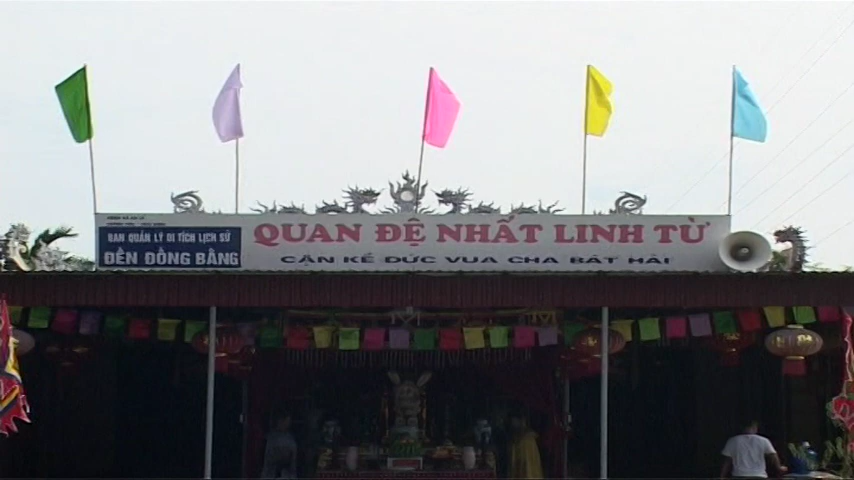 BAN QUẢN LÝ DI TÍCH LỊCH SỬ
ĐỀN ĐỒNG BẰNG
QUAN ĐỆ NHẤT LINH TỪ
CẬN KỀ ĐỨC VUA CHA BÁT HẢI